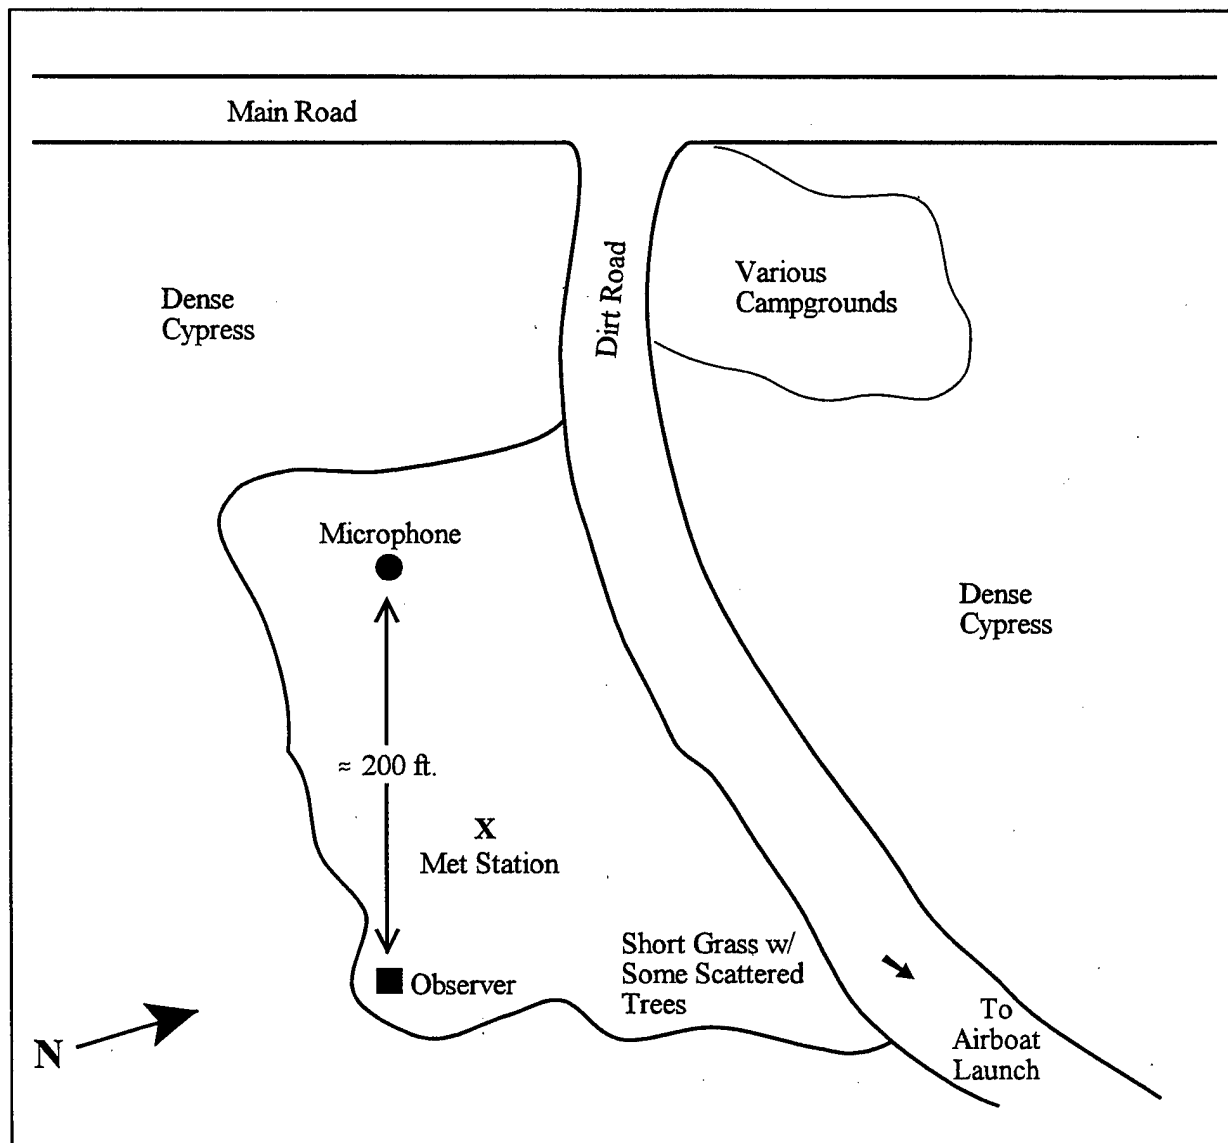 Main Road
Dense
Cypress
Dirt Road
Various
Campgrounds
Microphone
Dense
Cypress
≈ 200 ft.
X
Met Station
Short Grass w/
Some Scattered
Trees
Observer
N
To
Airboat
Launch